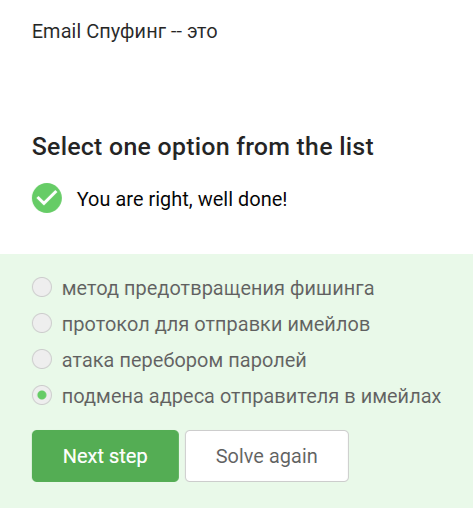 Email Спуфинг -- это
Select one option from the list
You are right, well done!
метод предотвращения фишинга
протокол для отправки имейлов
атака перебором паролей
подмена адреса отправителя в имейлах
Next step
Solve again